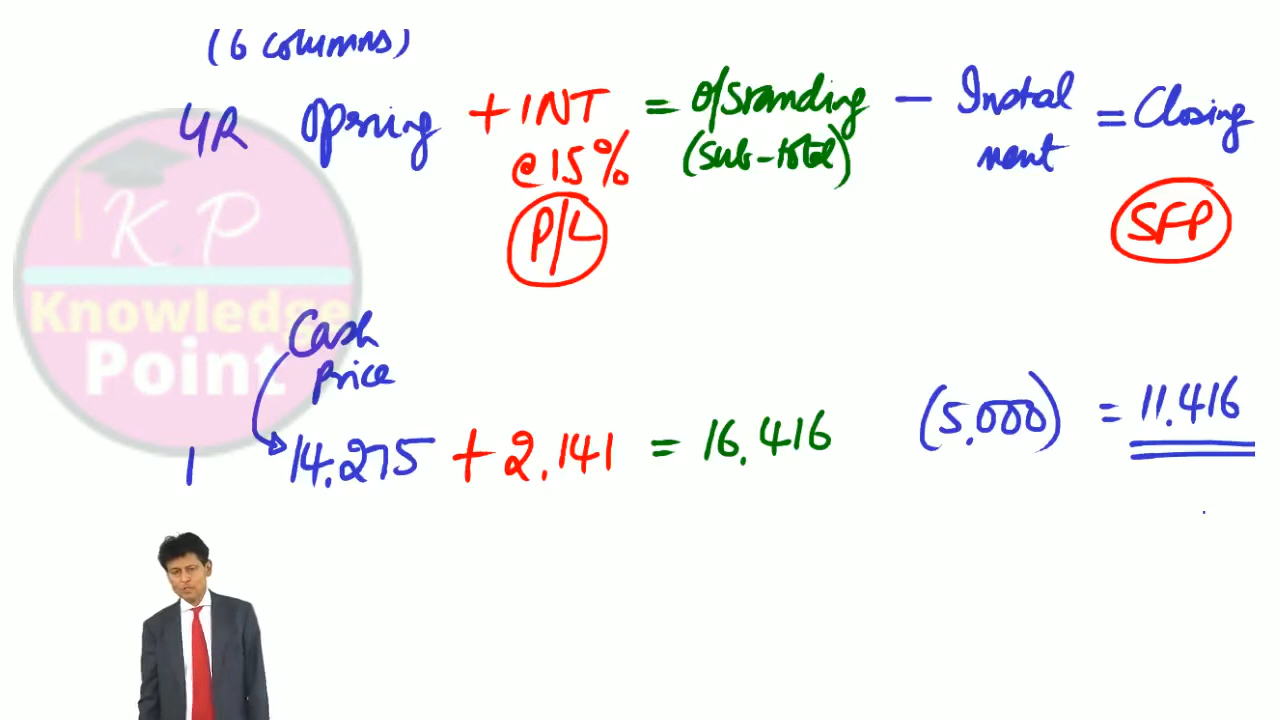 (6 columns)
YR Opening + INT = O/Standing - Instal = Closing
@ 15% (sub-total) ment
P/L SFP
K.P
Knowledge
Point
Cash
Price
1 14.275 + 2.141 = 16.416 (5,000) = 11.416